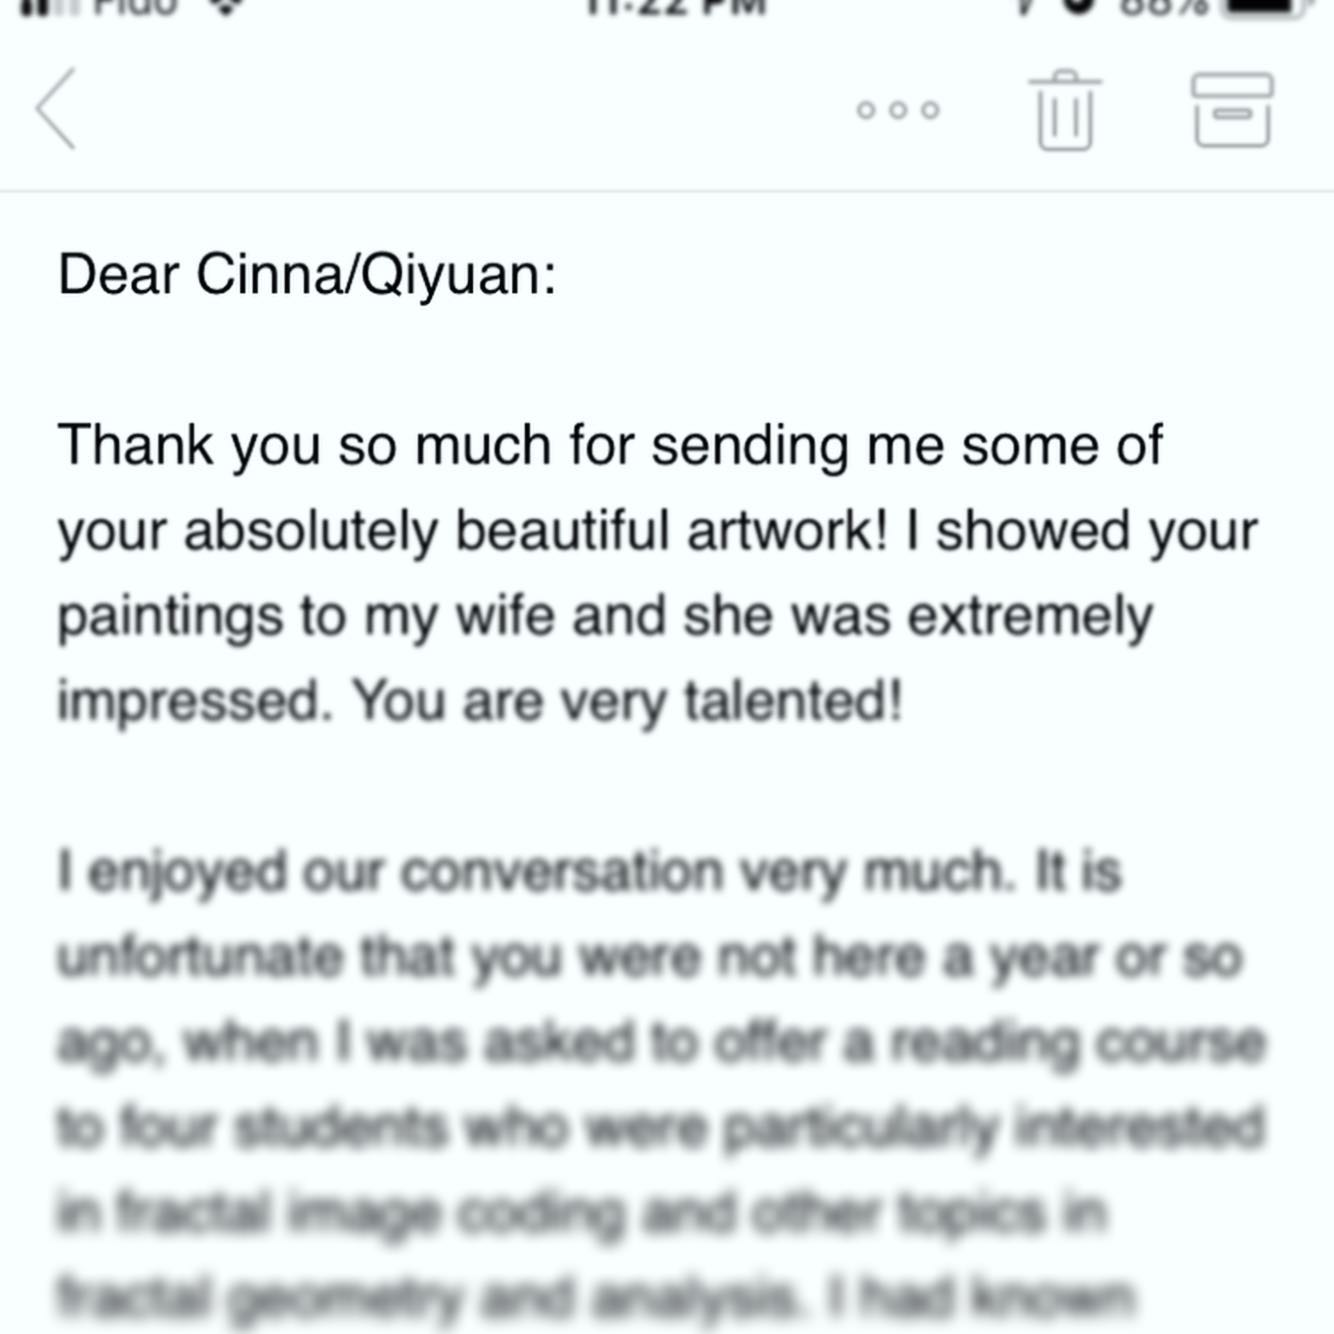 Fido 11:22 PM 88%
Dear Cinna/Qiyuan:
Thank you so much for sending me some of
your absolutely beautiful artwork! I showed your
paintings to my wife and she was extremely
impressed. You are very talented!
I enjoyed our conversation very much. It is
unfortunate that you were not here a year or so
ago, when I was asked to offer a reading course
to four students who were particularly interested
in fractal image coding and other topics in
fractal geometry and analysis. I had known